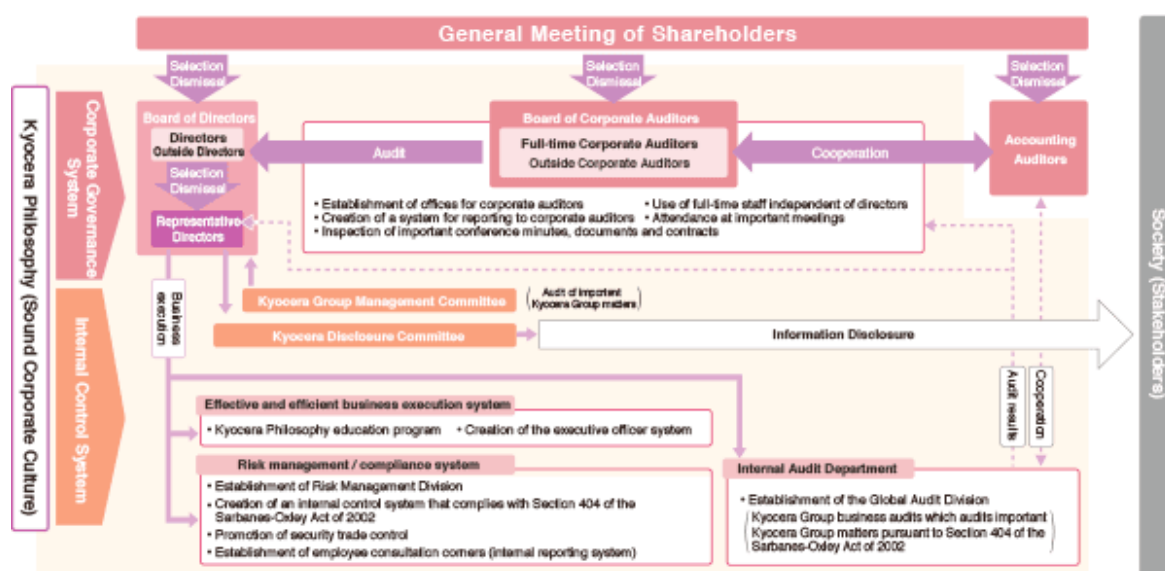 General Meeting of Shareholders
Selection
Dismissal
Selection
Dismissal
Selection
Dismissal
Kyocera Philosophy (Sound Corporate Culture)
Corporate Governance
System
Internal Control System
Board of Directors
Directors
Outside Directors
Selection
Dismissal
Representative
Directors
Audit
Board of Corporate Auditors
Full-time Corporate Auditors
Outside Corporate Auditors
Cooperation
Accounting
Auditors
• Establishment of offices for corporate auditors
• Use of full-time staff independent of directors
• Creation of a system for reporting to corporate auditors
• Attendance at important meetings
• Inspection of important conference minutes, documents and contracts
Business
execution
Kyocera Group Management Committee
(Audit of important
Kyocera Group matters)
Kyocera Disclosure Committee
Information Disclosure
Society (Stakeholders)
Audit results
Cooperation
Effective and efficient business execution system
• Kyocera Philosophy education program
• Creation of the executive officer system
Risk management / compliance system
• Establishment of Risk Management Division
• Creation of an internal control system that complies with Section 404 of the
Sarbanes-Oxley Act of 2002
• Promotion of security trade control
• Establishment of employee consultation corners (internal reporting system)
Internal Audit Department
• Establishment of the Global Audit Division
(Kyocera Group business audits which audits important
Kyocera Group matters pursuant to Section 404 of the
Sarbanes-Oxley Act of 2002)